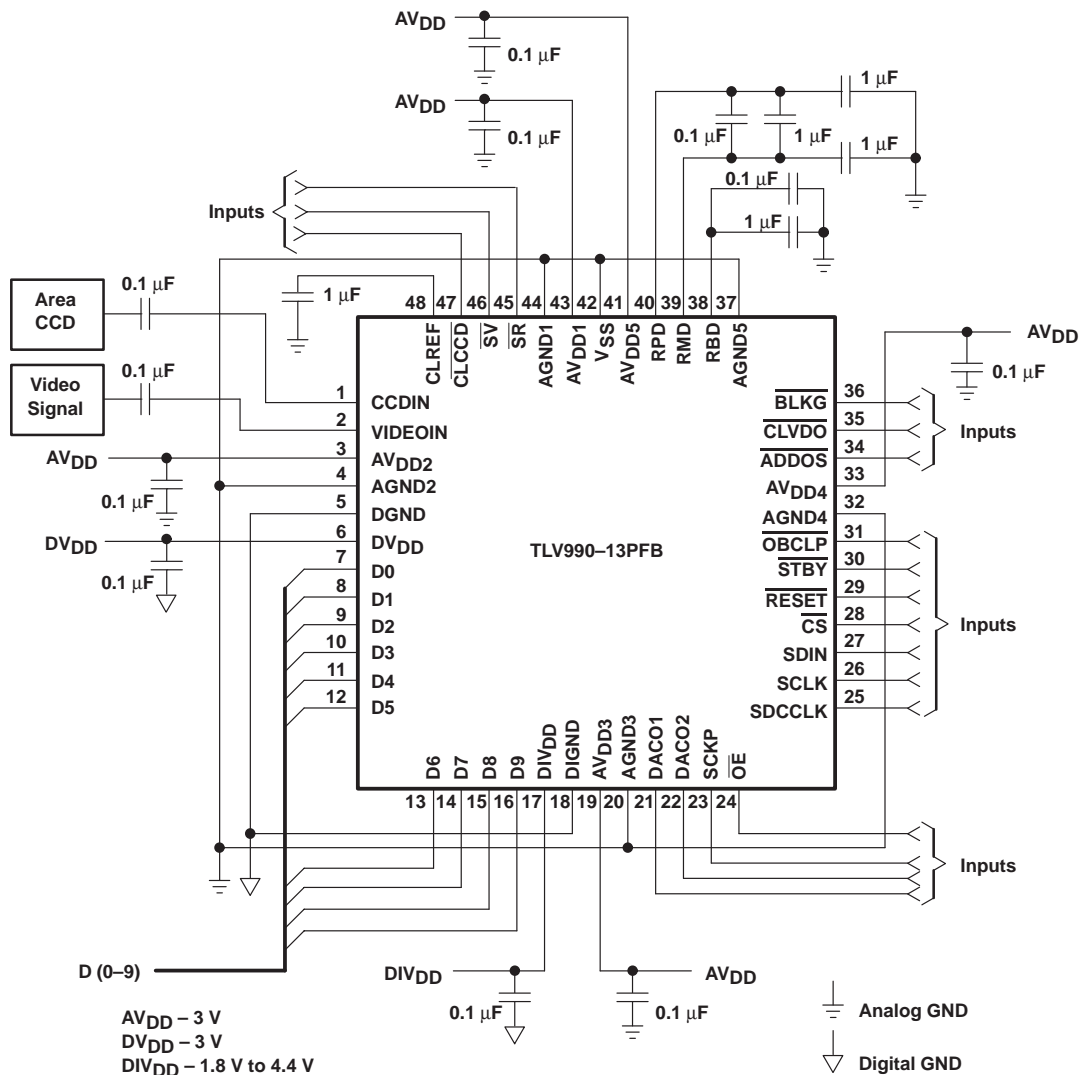 AVDD
0.1 µF
AVDD
0.1 µF
1 µF
0.1 µF
1 µF
1 µF
0.1 µF
1 µF
Inputs
0.1 µF
Area
CCD
1 µF
48 47 46 45 44 43 42 41 40 39 38 37
CLREF
CLCCD
SV
SR
AGND1
AVDD1
VSS
AVDD5
RPD
RMD
RBD
AGND5
AVDD
0.1 µF
0.1 µF
Video
Signal
1 CCDIN
2 VIDEOIN
AVDD
3 AVDD2
4 AGND2
0.1 µF
5 DGND
DVDD
6 DVDD
0.1 µF
7 D0
8 D1
9 D2
10 D3
11 D4
12 D5
TLV990–13PFB
BLKG 36
CLVDO 35
ADDOS 34
Inputs
AVDD4 33
AGND4 32
OBCLP 31
STBY 30
RESET 29
CS 28
Inputs
SDIN 27
SCLK 26
SDCCLK 25
D6
D7
D8
D9
DIVDD
DIGND
AVDD3
AGND3
DACO1
DACO2
SCKP
OE
13 14 15 16 17 18 19 20 21 22 23 24
Inputs
D (0–9)
DIVDD
0.1 µF
AVDD
0.1 µF
AVDD – 3 V
DVDD – 3 V
DIVDD – 1.8 V to 4.4 V
Analog GND
Digital GND